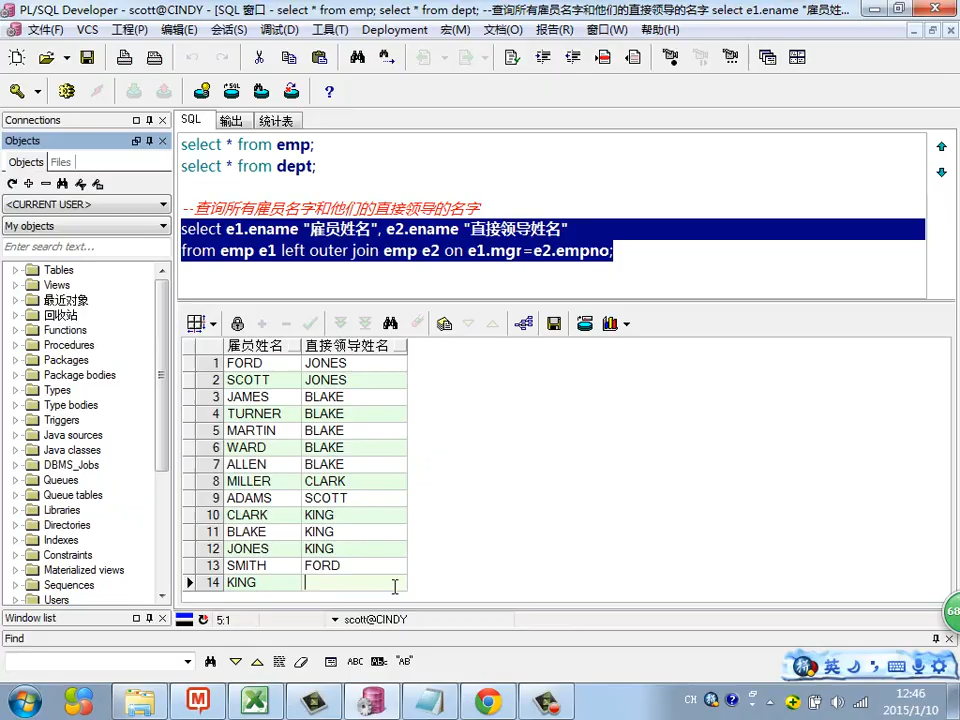 PL/SQL Developer - scott@CINDY - [SQL 窗口 - select * from emp; select * from dept; --查询所有雇员名字和他们的直接领导的名字 select e1.ename "雇员姓...
文件(F) VCS 工程(P) 编辑(E) 会话(S) 调试(D) 工具(T) Deployment 宏(M) 文档(O) 报告(R) 窗口(W) 帮助(H)
Connections
Objects
Objects Files
<CURRENT USER>
My objects
Enter search text...
Tables
Views
最近对象
回收站
Functions
Procedures
Packages
Package bodies
Types
Type bodies
Triggers
Java sources
Java classes
DBMS_Jobs
Queues
Queue tables
Libraries
Directories
Indexes
Constraints
Materialized views
Sequences
Users
Window list
SQL 输出 统计表
select * from emp;
select * from dept;
--查询所有雇员名字和他们的直接领导的名字
select e1.ename "雇员姓名", e2.ename "直接领导姓名"
from emp e1 left outer join emp e2 on e1.mgr=e2.empno;
雇员姓名 直接领导姓名
1 FORD JONES
2 SCOTT JONES
3 JAMES BLAKE
4 TURNER BLAKE
5 MARTIN BLAKE
6 WARD BLAKE
7 ALLEN BLAKE
8 MILLER CLARK
9 ADAMS SCOTT
10 CLARK KING
11 BLAKE KING
12 JONES KING
13 SMITH FORD
14 KING
68
5:1 scott@CINDY
Find
ABC "AB"
英
CH
12:46
2015/1/10